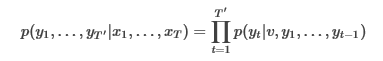 p(y_1, \ldots, y_{T'} | x_1, \ldots, x_T) = \prod_{t=1}^{T'} p(y_t | v, y_1, \ldots, y_{t-1})